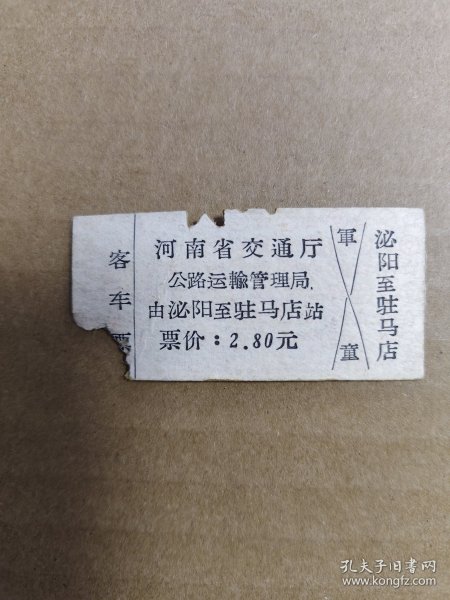 客车票
河南省交通厅
公路运輸管理局
由泌阳至驻马店站
票价：2.80元
軍
童
泌阳至驻马店
孔夫子旧书网
www.kongfz.com